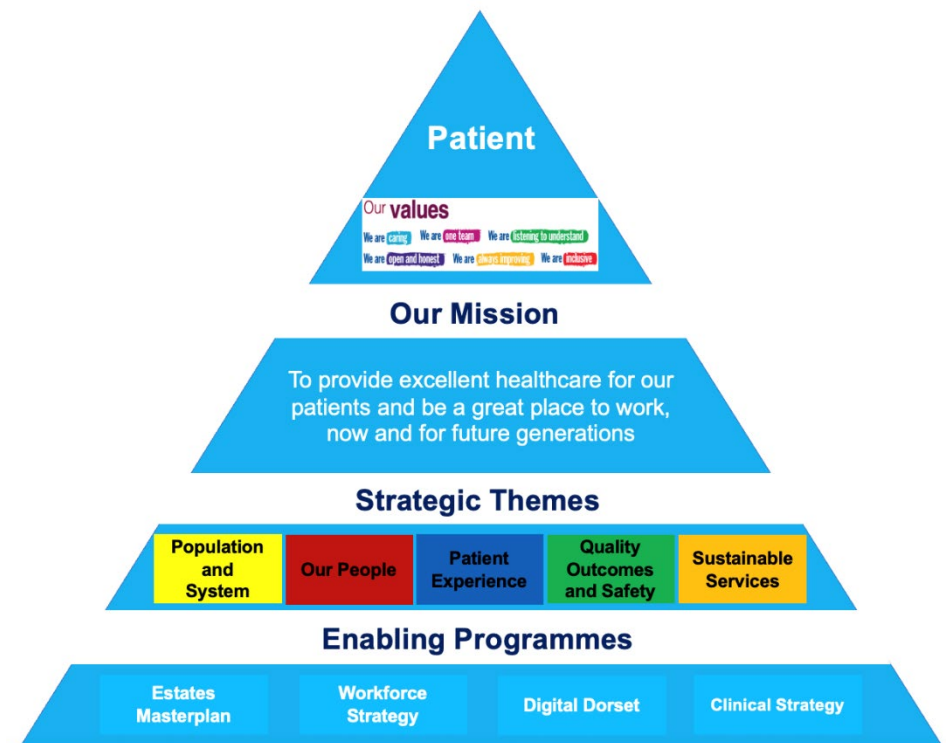 Patient
Our values
We are caring We are one team We are listening to understand
We are open and honest We are always improving We are inclusive
Our Mission
To provide excellent healthcare for our
patients and be a great place to work,
now and for future generations
Strategic Themes
Population
and
System
Our People
Patient
Experience
Quality
Outcomes
and Safety
Sustainable
Services
Enabling Programmes
Estates
Masterplan
Workforce
Strategy
Digital Dorset
Clinical Strategy